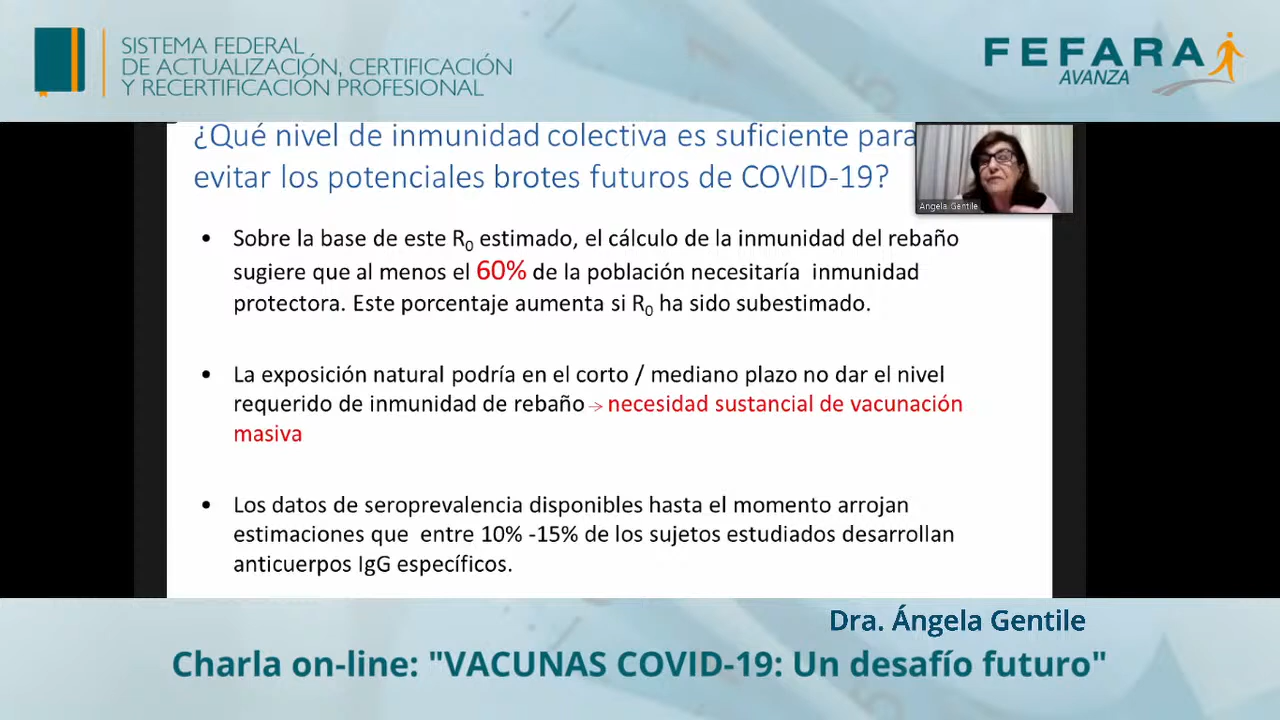 SISTEMA FEDERAL
DE ACTUALIZACIÓN, CERTIFICACIÓN
Y RECERTIFICACIÓN PROFESIONAL
FEFARA
AVANZA
¿Qué nivel de inmunidad colectiva es suficiente para
evitar los potenciales brotes futuros de COVID-19?
Angela Gentile
• Sobre la base de este R0 estimado, el cálculo de la inmunidad del rebaño
sugiere que al menos el 60% de la población necesitaría inmunidad
protectora. Este porcentaje aumenta si R0 ha sido subestimado.
• La exposición natural podría en el corto / mediano plazo no dar el nivel
requerido de inmunidad de rebaño → necesidad sustancial de vacunación
masiva
• Los datos de seroprevalencia disponibles hasta el momento arrojan
estimaciones que entre 10% -15% de los sujetos estudiados desarrollan
anticuerpos IgG específicos.
Dra. Ángela Gentile
Charla on-line: "VACUNAS COVID-19: Un desafío futuro"